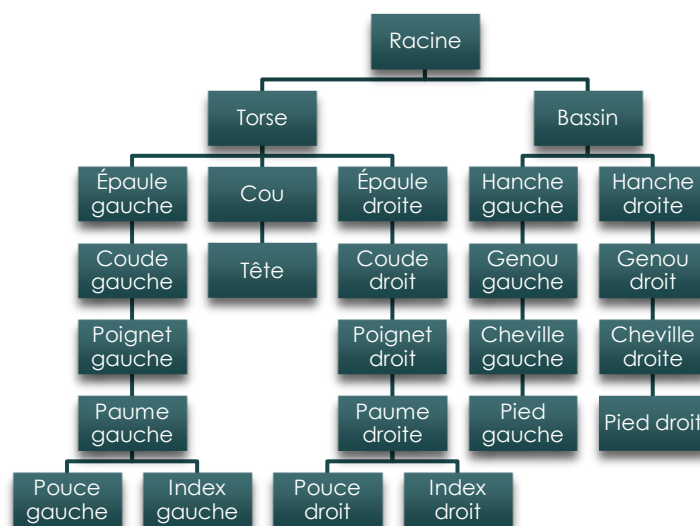 Racine
Torse
Bassin
Épaule
gauche
Cou
Épaule
droite
Hanche
gauche
Hanche
droite
Coude
gauche
Tête
Coude
droit
Genou
gauche
Genou
droit
Poignet
gauche
Poignet
droit
Cheville
gauche
Cheville
droite
Paume
gauche
Paume
droite
Pied
gauche
Pied droit
Pouce
gauche
Index
gauche
Pouce
droit
Index
droit